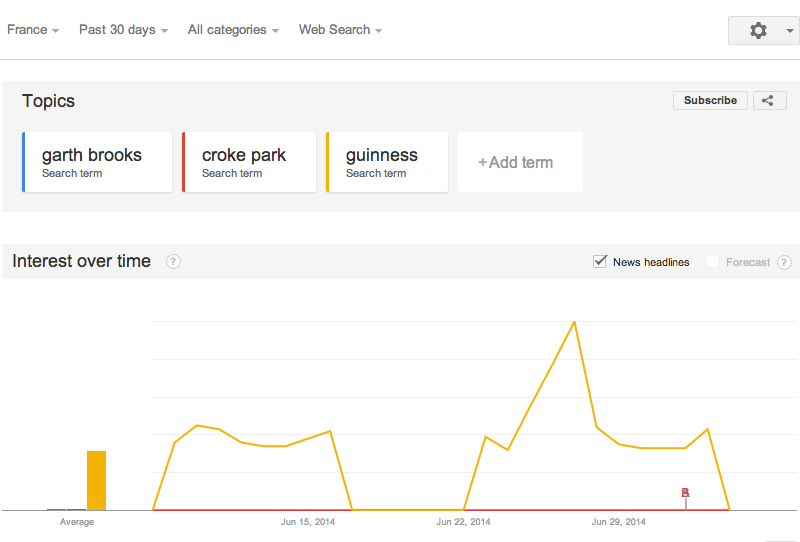 France Past 30 days All categories Web Search
Topics
Subscribe
garth brooks croke park guinness +Add term
Search term Search term Search term
Interest over time ?
News headlines Forecast ?
Average Jun 15, 2014 Jun 22, 2014 Jun 29, 2014